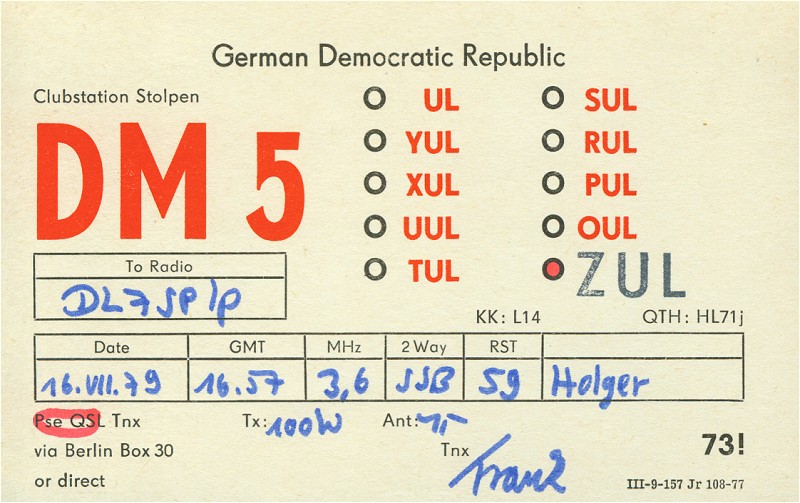 German Democratic Republic
Clubstation Stolpen
DM 5
UL SUL
YUL RUL
XUL PUL
UUL OUL
TUL ZUL
To Radio
DL7SP/p
KK: L14 QTH: HL71j
Date GMT MHz 2 Way RST
16.VII.79 16.57 3,6 SSB 59 Holger
Pse QSL Tnx Tx: 100W Ant:
via Berlin Box 30 Tnx Franz 73!
or direct III-9-157 Jr 108-77